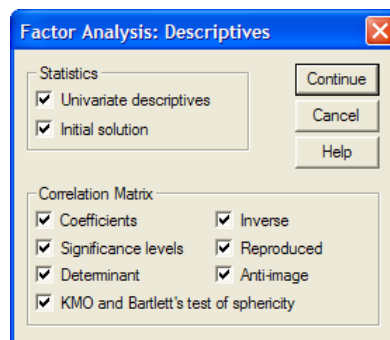 Factor Analysis: Descriptives
Statistics
Univariate descriptives
Initial solution
Continue
Cancel
Help
Correlation Matrix
Coefficients
Inverse
Significance levels
Reproduced
Determinant
Anti-image
KMO and Bartlett's test of sphericity